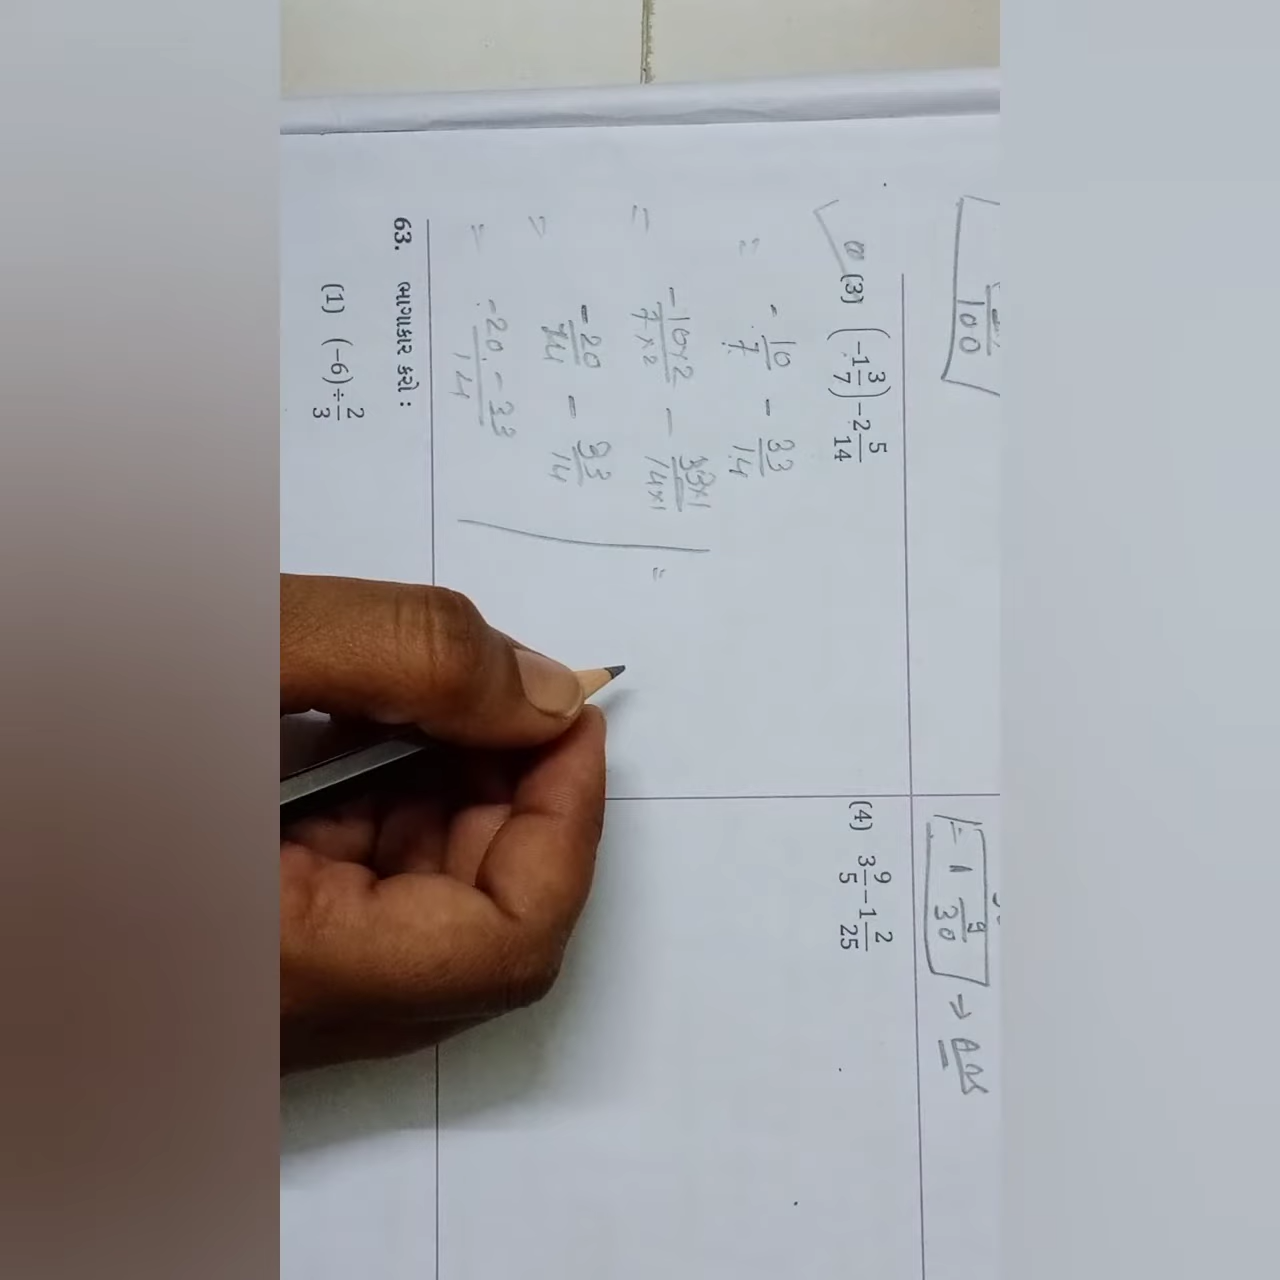 100
= 1 9/30 → Ans
(3) (-1 3/7) - 2 5/14
= - 10/7 - 33/14
= -10×2/7×2 - 33×1/14×1
= -20/14 - 33/14
= -20-33/14
=
(4) 3 9/5 - 1 2/25
63. ભાગાકાર કરો :
(1) (-6) ÷ 2/3